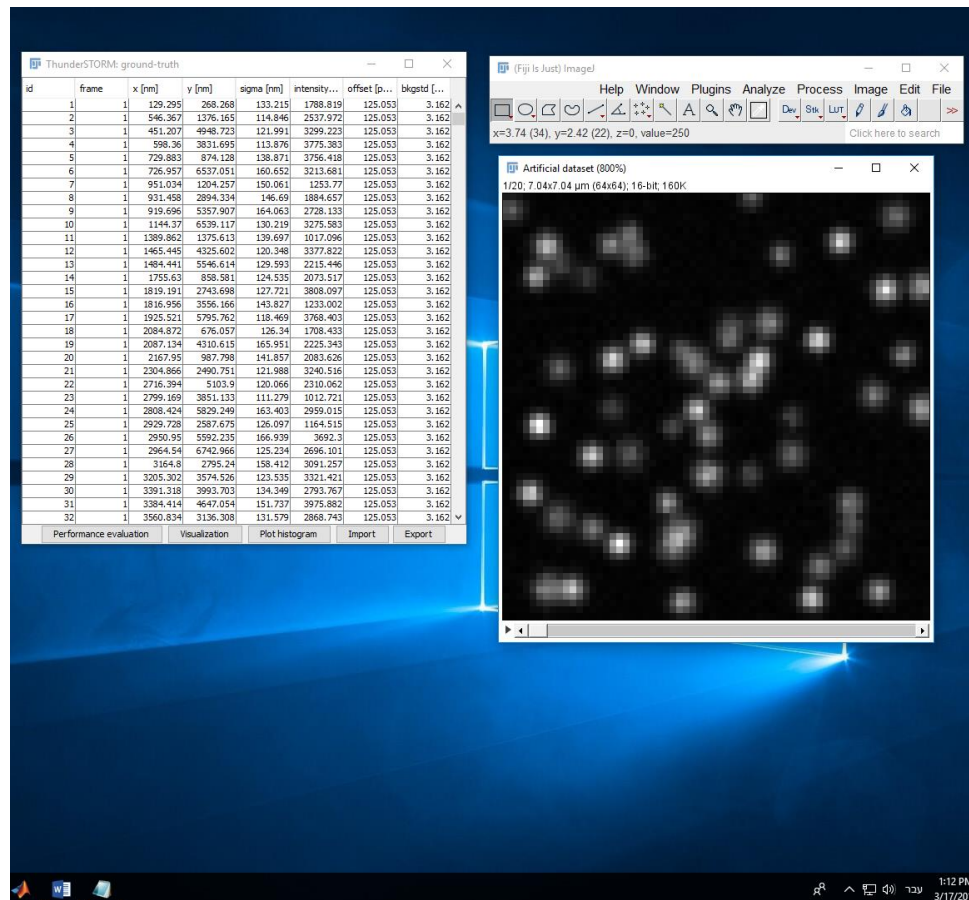 ThunderSTORM: ground-truth
id frame x [nm] y [nm] sigma [nm] intensity... offset [p... bkgstd [...
1 1 129.295 268.268 133.215 1788.819 125.053 3.162
2 1 546.367 1376.165 114.846 2537.972 125.053 3.162
3 1 451.207 4948.723 121.991 3299.223 125.053 3.162
4 1 598.36 3831.695 113.876 3775.383 125.053 3.162
5 1 729.883 874.128 138.871 3756.418 125.053 3.162
6 1 726.957 6537.051 160.652 3213.681 125.053 3.162
7 1 951.034 1204.257 150.061 1253.77 125.053 3.162
8 1 931.458 2894.334 146.69 1884.657 125.053 3.162
9 1 919.696 5357.907 164.063 2728.133 125.053 3.162
10 1 1144.37 6539.117 130.219 3275.583 125.053 3.162
11 1 1389.862 1375.613 139.697 1017.096 125.053 3.162
12 1 1465.445 4325.602 120.348 3377.822 125.053 3.162
13 1 1484.441 5546.614 129.593 2215.446 125.053 3.162
14 1 1755.63 858.581 124.535 2073.517 125.053 3.162
15 1 1819.191 2743.698 127.721 3808.097 125.053 3.162
16 1 1816.956 3556.166 143.827 1233.002 125.053 3.162
17 1 1925.521 5795.762 118.469 3768.403 125.053 3.162
18 1 2084.872 676.057 126.34 1708.433 125.053 3.162
19 1 2087.134 4310.615 165.951 2225.343 125.053 3.162
20 1 2167.95 987.798 141.857 2083.626 125.053 3.162
21 1 2304.866 2490.751 121.988 3240.516 125.053 3.162
22 1 2716.394 5103.9 120.066 2310.062 125.053 3.162
23 1 2799.169 3851.133 111.279 1012.721 125.053 3.162
24 1 2808.424 5829.249 163.403 2959.015 125.053 3.162
25 1 2929.728 2587.675 126.097 1164.515 125.053 3.162
26 1 2950.95 5592.235 166.939 3692.3 125.053 3.162
27 1 2964.54 6742.966 125.234 2696.101 125.053 3.162
28 1 3164.8 2795.24 158.412 3091.257 125.053 3.162
29 1 3205.302 3574.526 123.535 3321.421 125.053 3.162
30 1 3391.318 3993.703 134.349 2793.767 125.053 3.162
31 1 3384.414 4647.054 151.737 3975.882 125.053 3.162
32 1 3560.834 3136.308 131.579 2868.743 125.053 3.162
Performance evaluation Visualization Plot histogram Import Export
(Fiji Is Just) ImageJ
Help Window Plugins Analyze Process Image Edit File
A Dev Stk LUT >>
x=3.74 (34), y=2.42 (22), z=0, value=250 Click here to search
Artificial dataset (800%)
1/20; 7.04x7.04 µm (64x64); 16-bit; 160K
עבר
1:12 PM
3/17/20